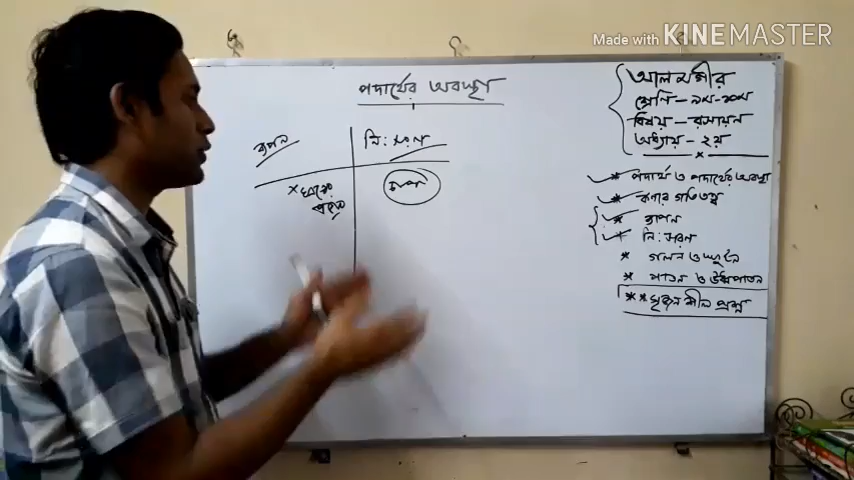 Made with KINEMASTER
পদার্থের অবস্থা
ব্যাপন
নি:সরণ
চাপ
আলমগীর
শ্রেণি - ৯ম-১০ম
বিষয় - রসায়ন
অধ্যায় - ২য়
* পদার্থ ও পদার্থের অবস্থা
* কণার গতিতত্ত্ব
* ব্যাপন
* নি:সরণ
* গলন ও স্ফুটন
* পাতন ও ঊর্ধ্বপাতন
** সৃজনশীল প্রশ্ন